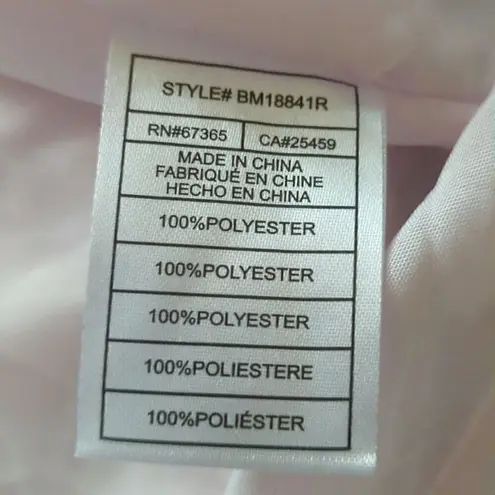 STYLE# BM18841R
RN#67365 CA#25459
MADE IN CHINA
FABRIQUÉ EN CHINE
HECHO EN CHINA
100%POLYESTER
100%POLYESTER
100%POLYESTER
100%POLIESTERE
100%POLIÉSTER